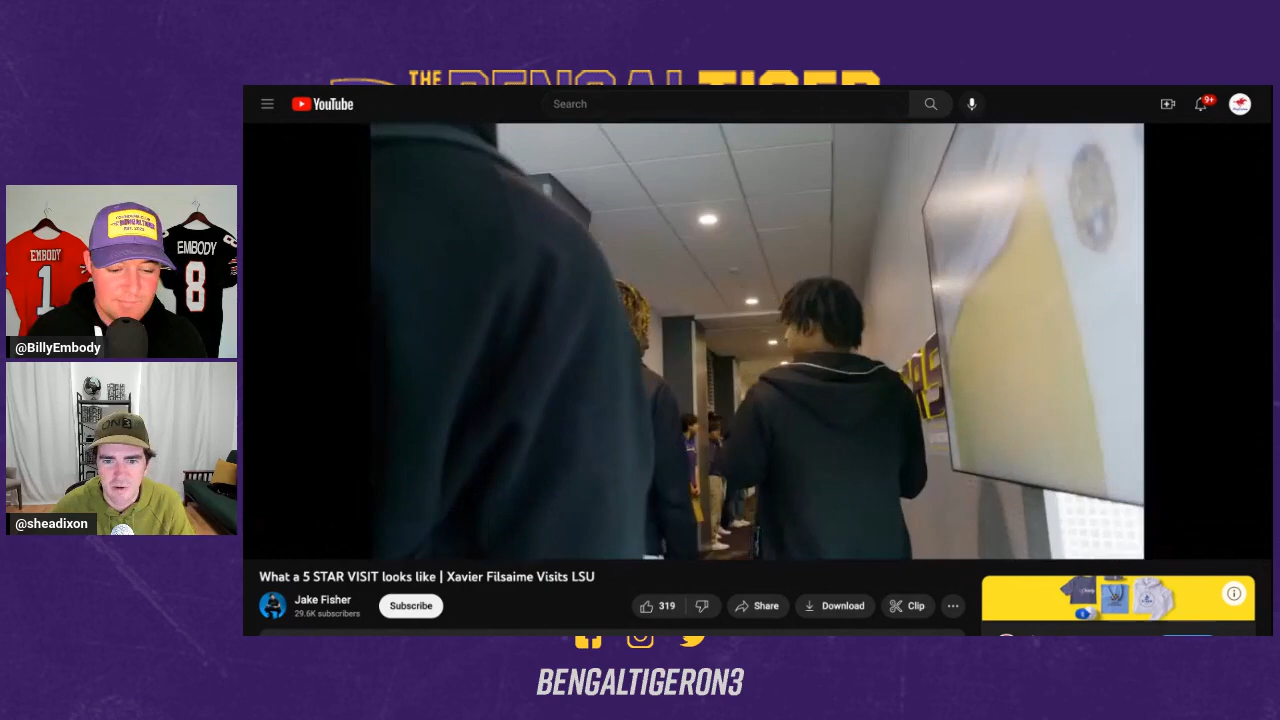 THE
BENGAL TIGER
YouTube
Search
9+
EMBODY
1
EMBODY
8
@BillyEmbody
ON3
@sheadixon
What a 5 STAR VISIT looks like | Xavier Filsaime Visits LSU
Jake Fisher
29.6K subscribers
Subscribe
319
Share
Download
Clip
BENGALTIGERON3